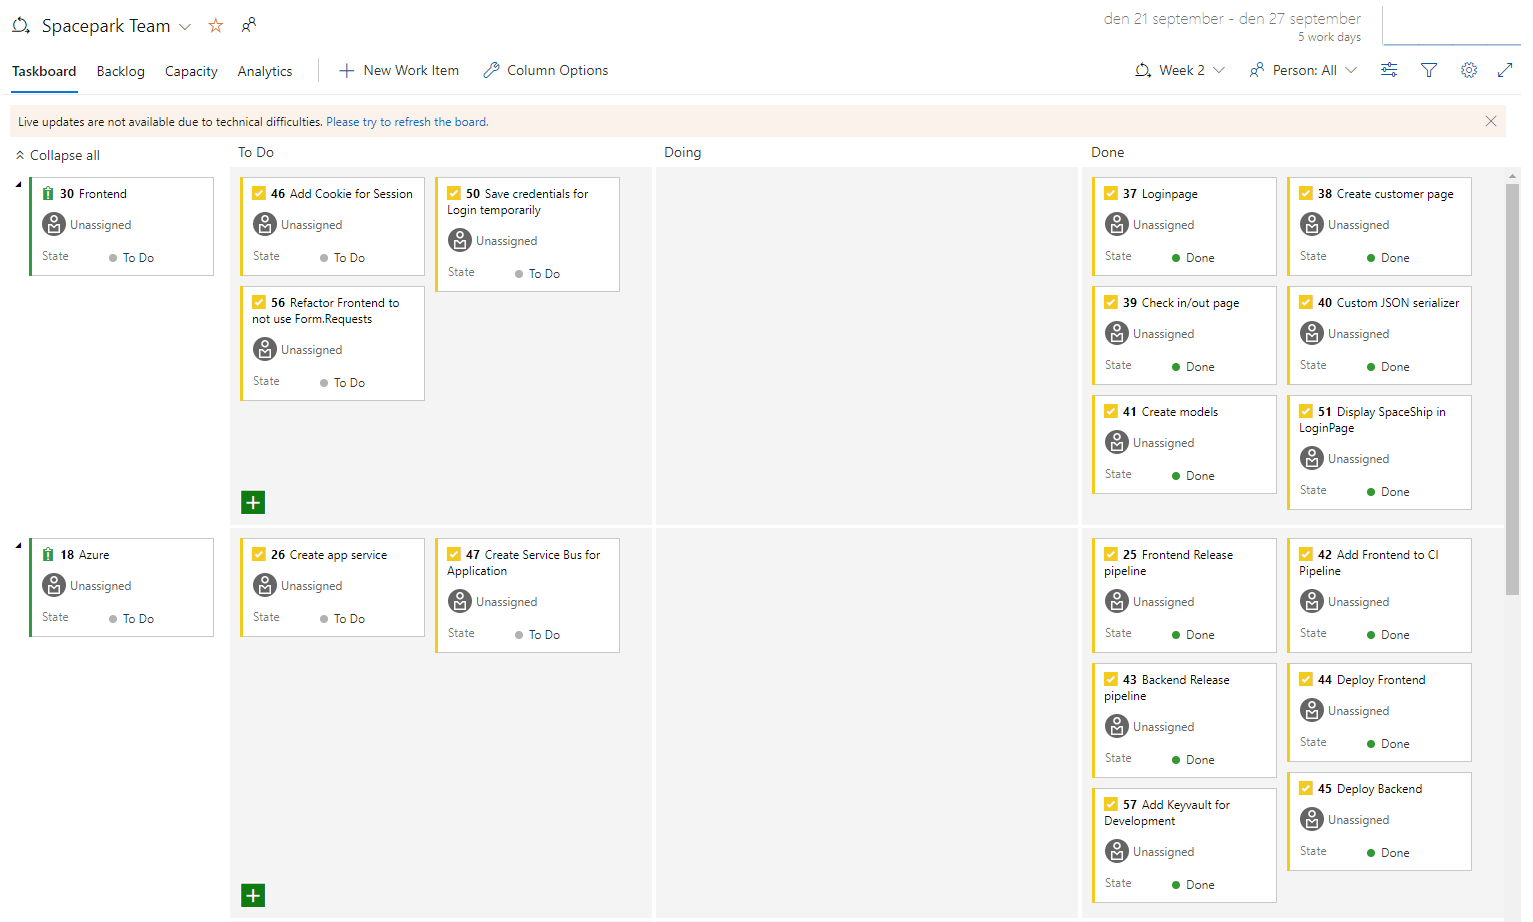 Spacepark Team
den 21 september - den 27 september
5 work days
Taskboard Backlog Capacity Analytics New Work Item Column Options Week 2 Person: All
Live updates are not available due to technical difficulties. Please try to refresh the board.
Collapse all
To Do
Doing
Done
30 Frontend
Unassigned
State To Do
46 Add Cookie for Session
Unassigned
State To Do
50 Save credentials for
Login temporarily
Unassigned
State To Do
56 Refactor Frontend to
not use Form.Requests
Unassigned
State To Do
37 Loginpage
Unassigned
State Done
38 Create customer page
Unassigned
State Done
39 Check in/out page
Unassigned
State Done
40 Custom JSON serializer
Unassigned
State Done
41 Create models
Unassigned
State Done
51 Display SpaceShip in
LoginPage
Unassigned
State Done
18 Azure
Unassigned
State To Do
26 Create app service
Unassigned
State To Do
47 Create Service Bus for
Application
Unassigned
State To Do
25 Frontend Release
pipeline
Unassigned
State Done
42 Add Frontend to CI
Pipeline
Unassigned
State Done
43 Backend Release
pipeline
Unassigned
State Done
44 Deploy Frontend
Unassigned
State Done
57 Add Keyvault for
Development
Unassigned
State Done
45 Deploy Backend
Unassigned
State Done